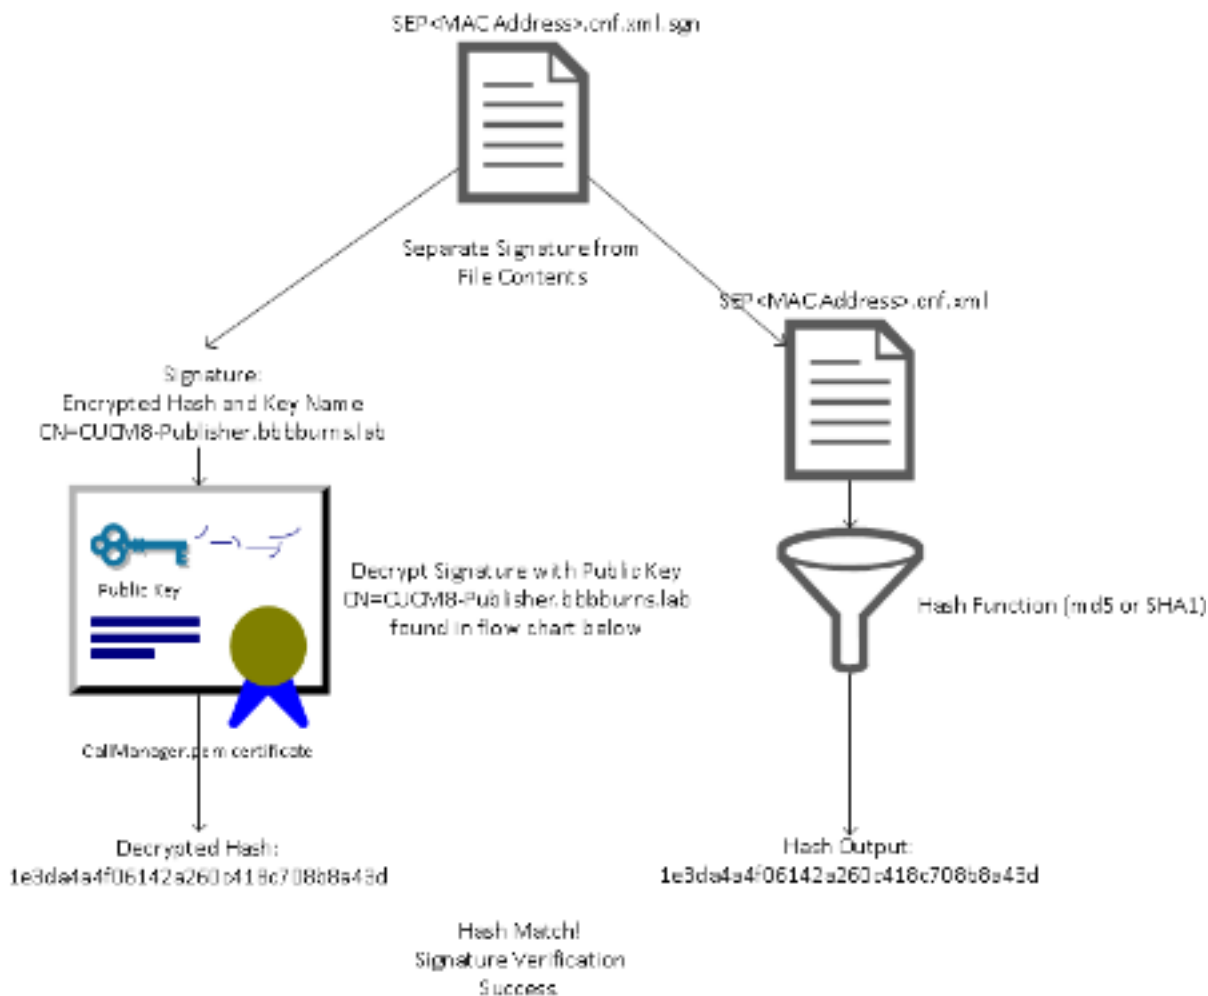 SEP<MAC Address>.cnf.xml.sgn
Separate Signature from
File Contents
SEP<MAC Address>.cnf.xml
Signature:
Encrypted Hash and Key Name
CN=CUCM8-Publisher.bbbburns.lab
Public Key
Decrypt Signature with Public Key
CN=CUCM8-Publisher.bbbburns.lab
found in flow chart below
Hash Function (md5 or SHA1)
CallManager.pem certificate
Decrypted Hash:
1e3da4a4f06142a260c418c708b8a43d
Hash Output:
1e3da4a4f06142a260c418c708b8a43d
Hash Match!
Signature Verification
Success